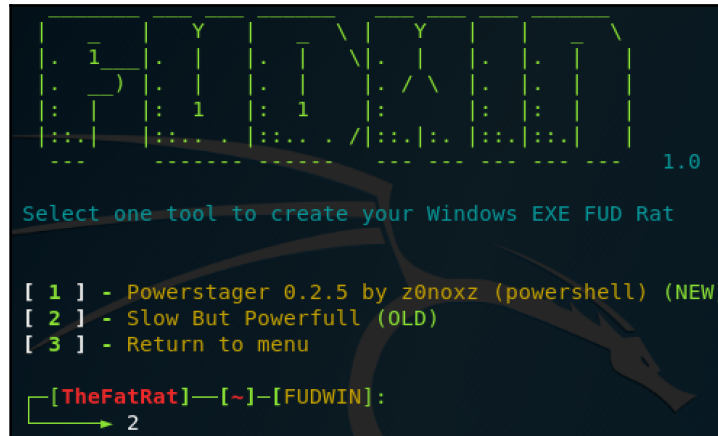 FUDWIN
1.0
Select one tool to create your Windows EXE FUD Rat
[ 1 ] - Powerstager 0.2.5 by z0noxz (powershell) (NEW
[ 2 ] - Slow But Powerfull (OLD)
[ 3 ] - Return to menu
[TheFatRat]—[~]-[FUDWIN]:
2